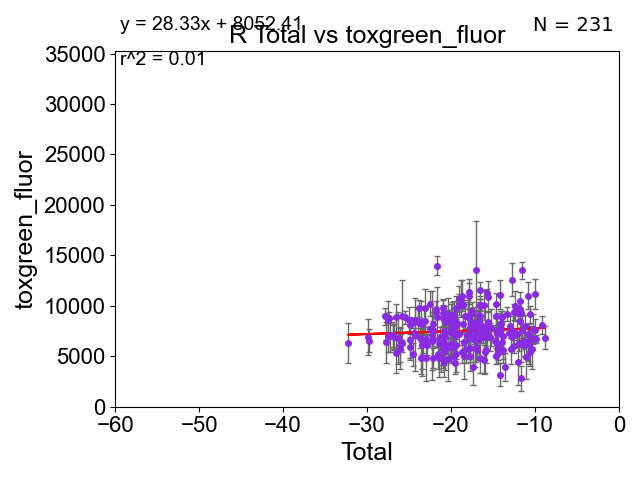 y = 28.33x + 8052.41
N = 231
R Total vs toxgreen_fluor
r^2 = 0.01
35000
30000
25000
20000
15000
10000
5000
0
toxgreen_fluor
−60 −50 −40 −30 −20 −10 0
Total